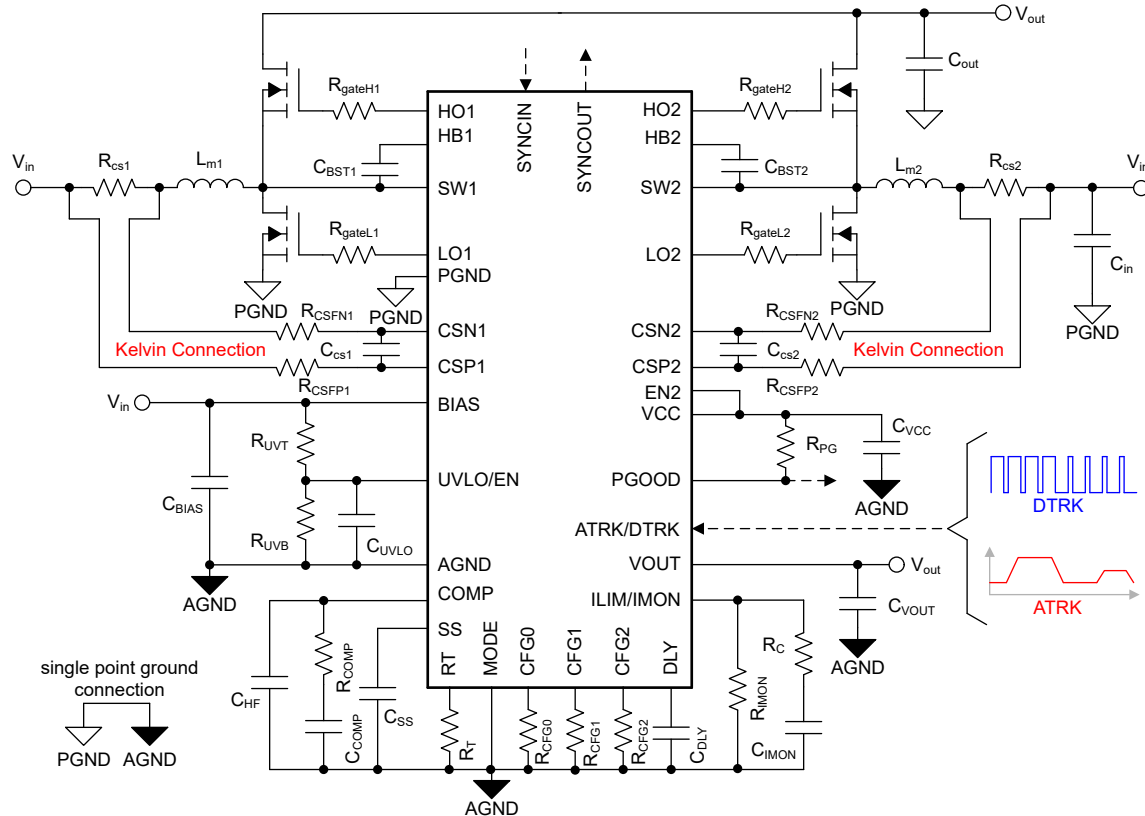 Vout
Cout
RgateH1
HO1
HB1
CBST1
SYNCIN
SYNCOUT
HO2
HB2
RgateH2
CBST2
Vin
Rcs1
Lm1
SW1
SW2
Lm2
Rcs2
Vin
RgateL1
LO1
PGND
PGND
PGND
LO2
RgateL2
PGND
Cin
PGND
RCSFN1
CSN1
Kelvin Connection
Ccs1
CSP1
RCSFP1
CSN2
RCSFN2
Ccs2
Kelvin Connection
CSP2
RCSFP2
EN2
VCC
Vin
BIAS
RUVT
CBIAS
UVLO/EN
RUVB
CUVLO
AGND
AGND
RPG
CVCC
PGOOD
AGND
ATRK/DTRK
DTRK
ATRK
VOUT
Vout
CVOUT
AGND
COMP
SS
ILIM/IMON
RT
MODE
CFG0
CFG1
CFG2
DLY
single point ground
connection
PGND
AGND
CHF
RCOMP
CCOMP
CSS
RT
RCFG0
RCFG1
RCFG2
CDLY
RIMON
RC
CIMON
AGND